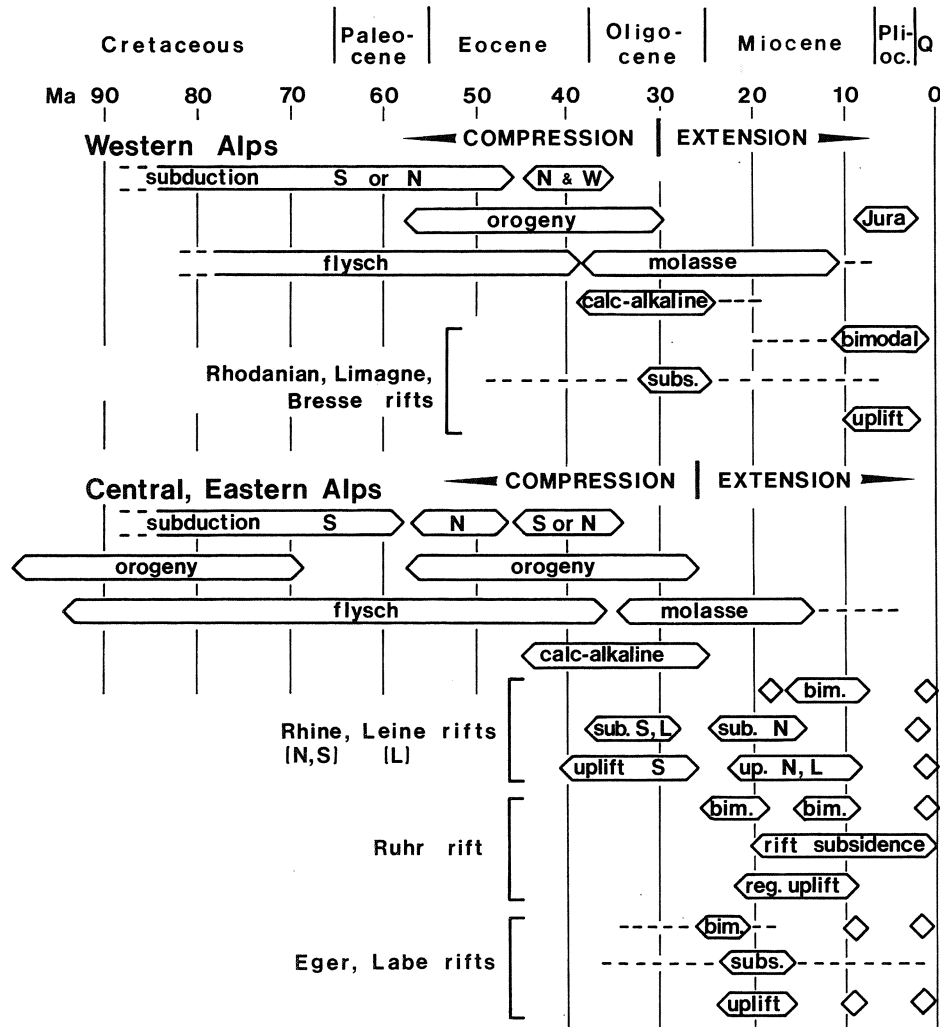 Cretaceous Paleo- cene Eocene Oligo- cene Miocene Pli- oc. Q
Ma 90 80 70 60 50 40 30 20 10 0
COMPRESSION EXTENSION
Western Alps
subduction S or N N & W
orogeny Jura
flysch molasse
calc-alkaline
bimodal
Rhodanian, Limagne,
Bresse rifts
subs.
uplift
COMPRESSION EXTENSION
Central, Eastern Alps
subduction S N S or N
orogeny orogeny
flysch molasse
calc-alkaline
bim.
Rhine, Leine rifts
(N,S) (L)
sub. S, L sub. N
uplift S up. N, L
bim. bim.
Ruhr rift
rift subsidence
reg. uplift
bim.
Eger, Labe rifts
subs.
uplift